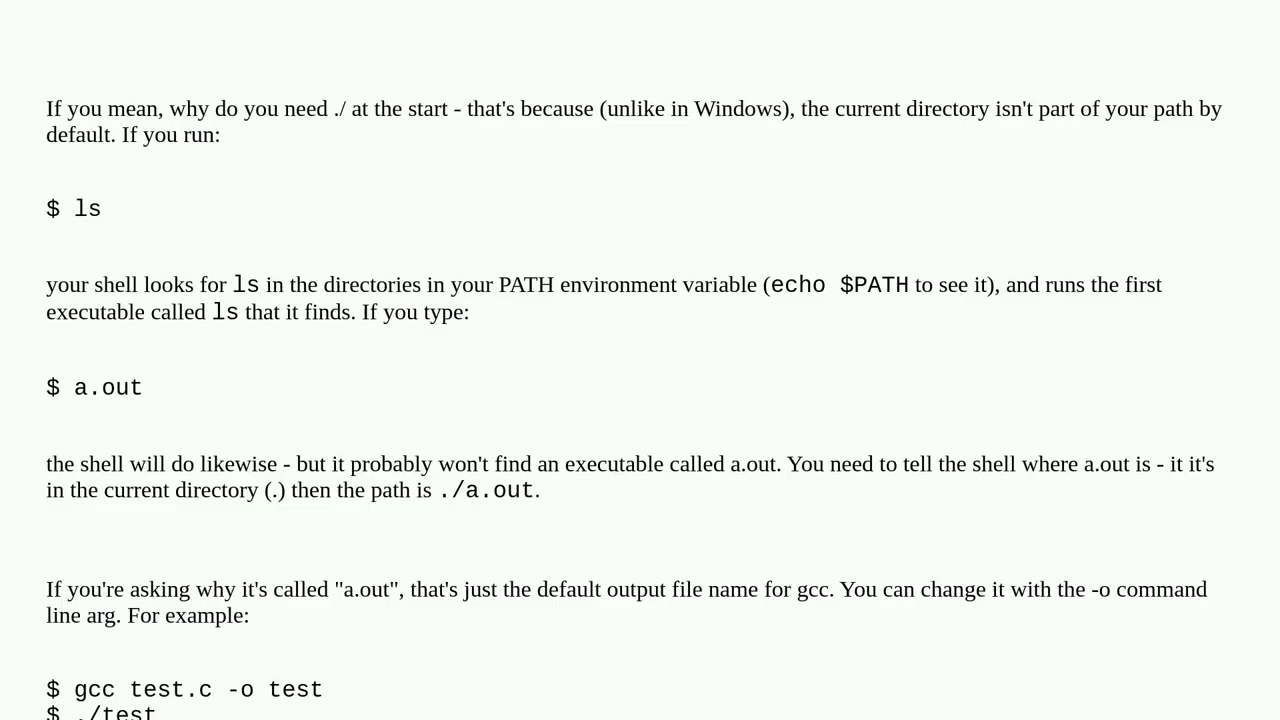 If you mean, why do you need ./ at the start - that's because (unlike in Windows), the current directory isn't part of your path by
default. If you run:
$ ls
your shell looks for ls in the directories in your PATH environment variable (echo $PATH to see it), and runs the first
executable called ls that it finds. If you type:
$ a.out
the shell will do likewise - but it probably won't find an executable called a.out. You need to tell the shell where a.out is - it it's
in the current directory (.) then the path is ./a.out.
If you're asking why it's called "a.out", that's just the default output file name for gcc. You can change it with the -o command
line arg. For example:
$ gcc test.c -o test
$ ./test